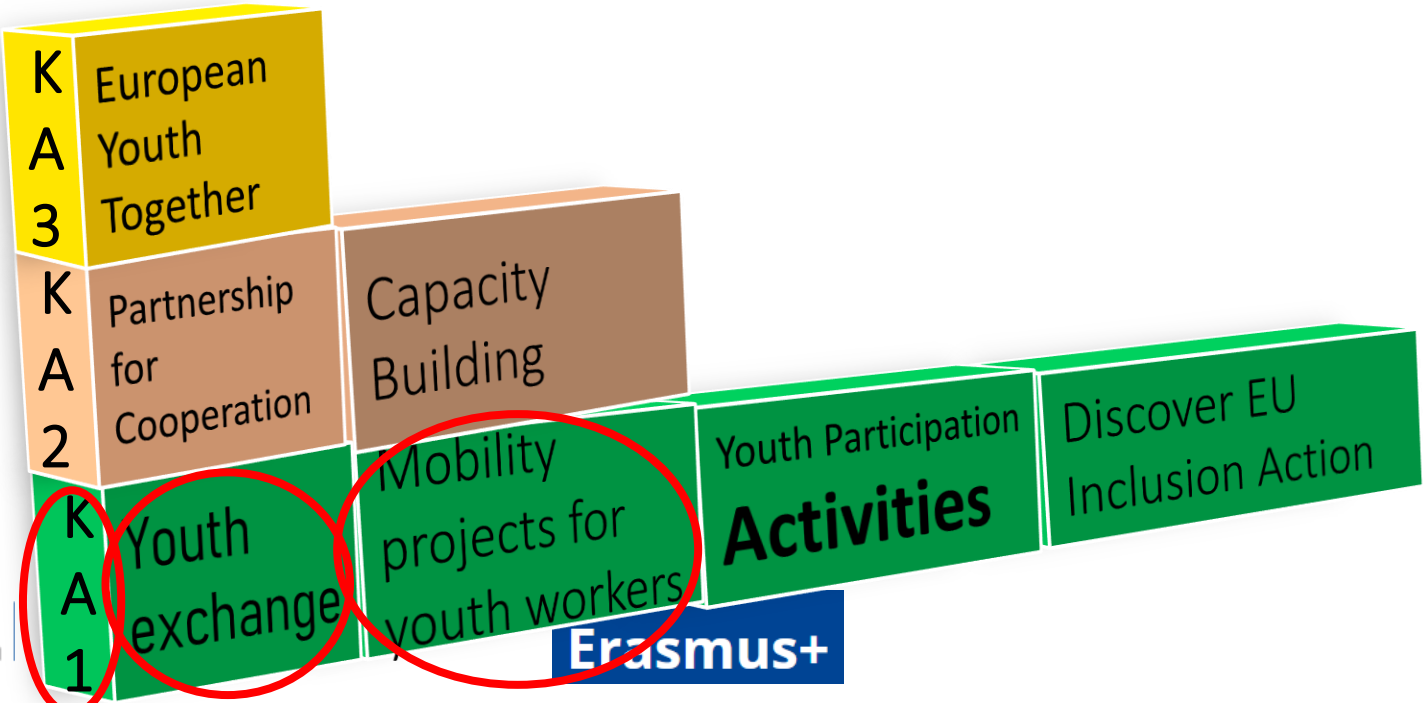 K
A
3
European
Youth
Together
K
A
2
Partnership
for
Cooperation
Capacity
Building
K
A
1
Youth
exchange
Mobility
projects for
youth workers
Youth Participation
Activities
Discover EU
Inclusion Action
Erasmus+